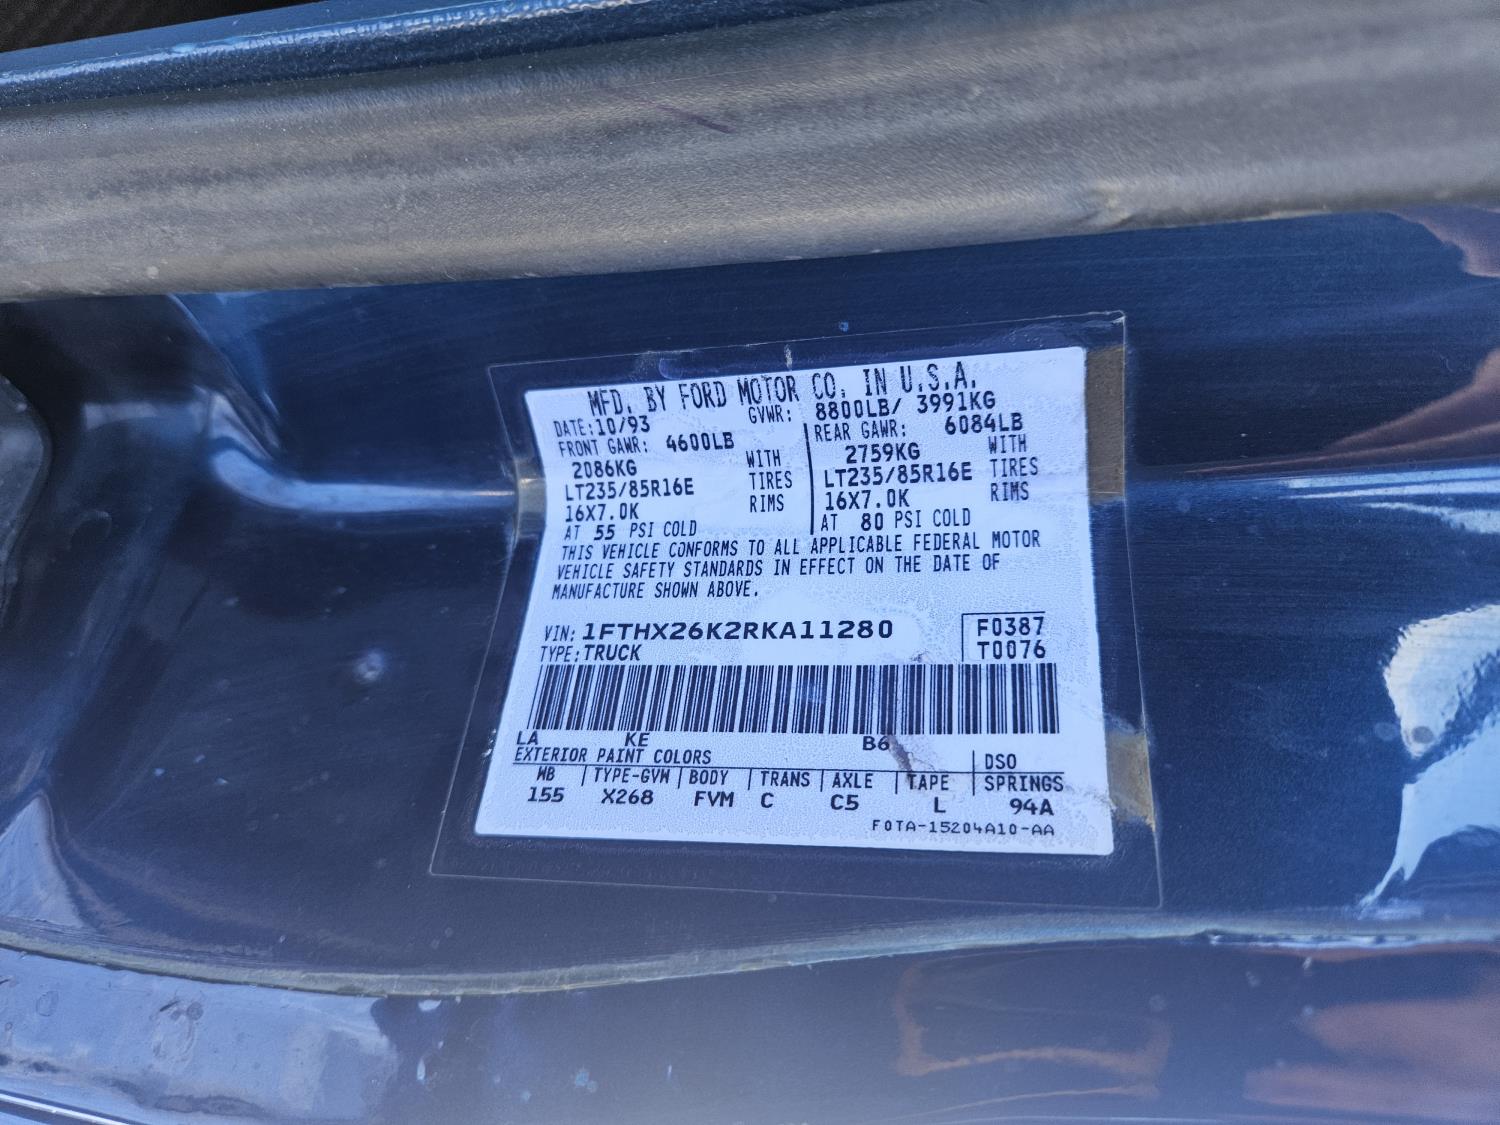 MFD. BY FORD MOTOR CO. IN U.S.A.
DATE: 10/93 GVWR: 8800LB/ 3991KG
FRONT GAWR: 4600LB REAR GAWR: 6084LB
2086KG WITH 2759KG WITH
LT235/85R16E TIRES LT235/85R16E TIRES
16X7.0K RIMS 16X7.0K RIMS
AT 55 PSI COLD AT 80 PSI COLD
THIS VEHICLE CONFORMS TO ALL APPLICABLE FEDERAL MOTOR
VEHICLE SAFETY STANDARDS IN EFFECT ON THE DATE OF
MANUFACTURE SHOWN ABOVE.
VIN: 1FTHX26K2RKA11280 F0387
TYPE: TRUCK T0076
LA KE B6
EXTERIOR PAINT COLORS DSO
WB TYPE-GVM BODY TRANS AXLE TAPE SPRINGS
155 X268 FVM C C5 L 94A
F0TA-15204A10-AA